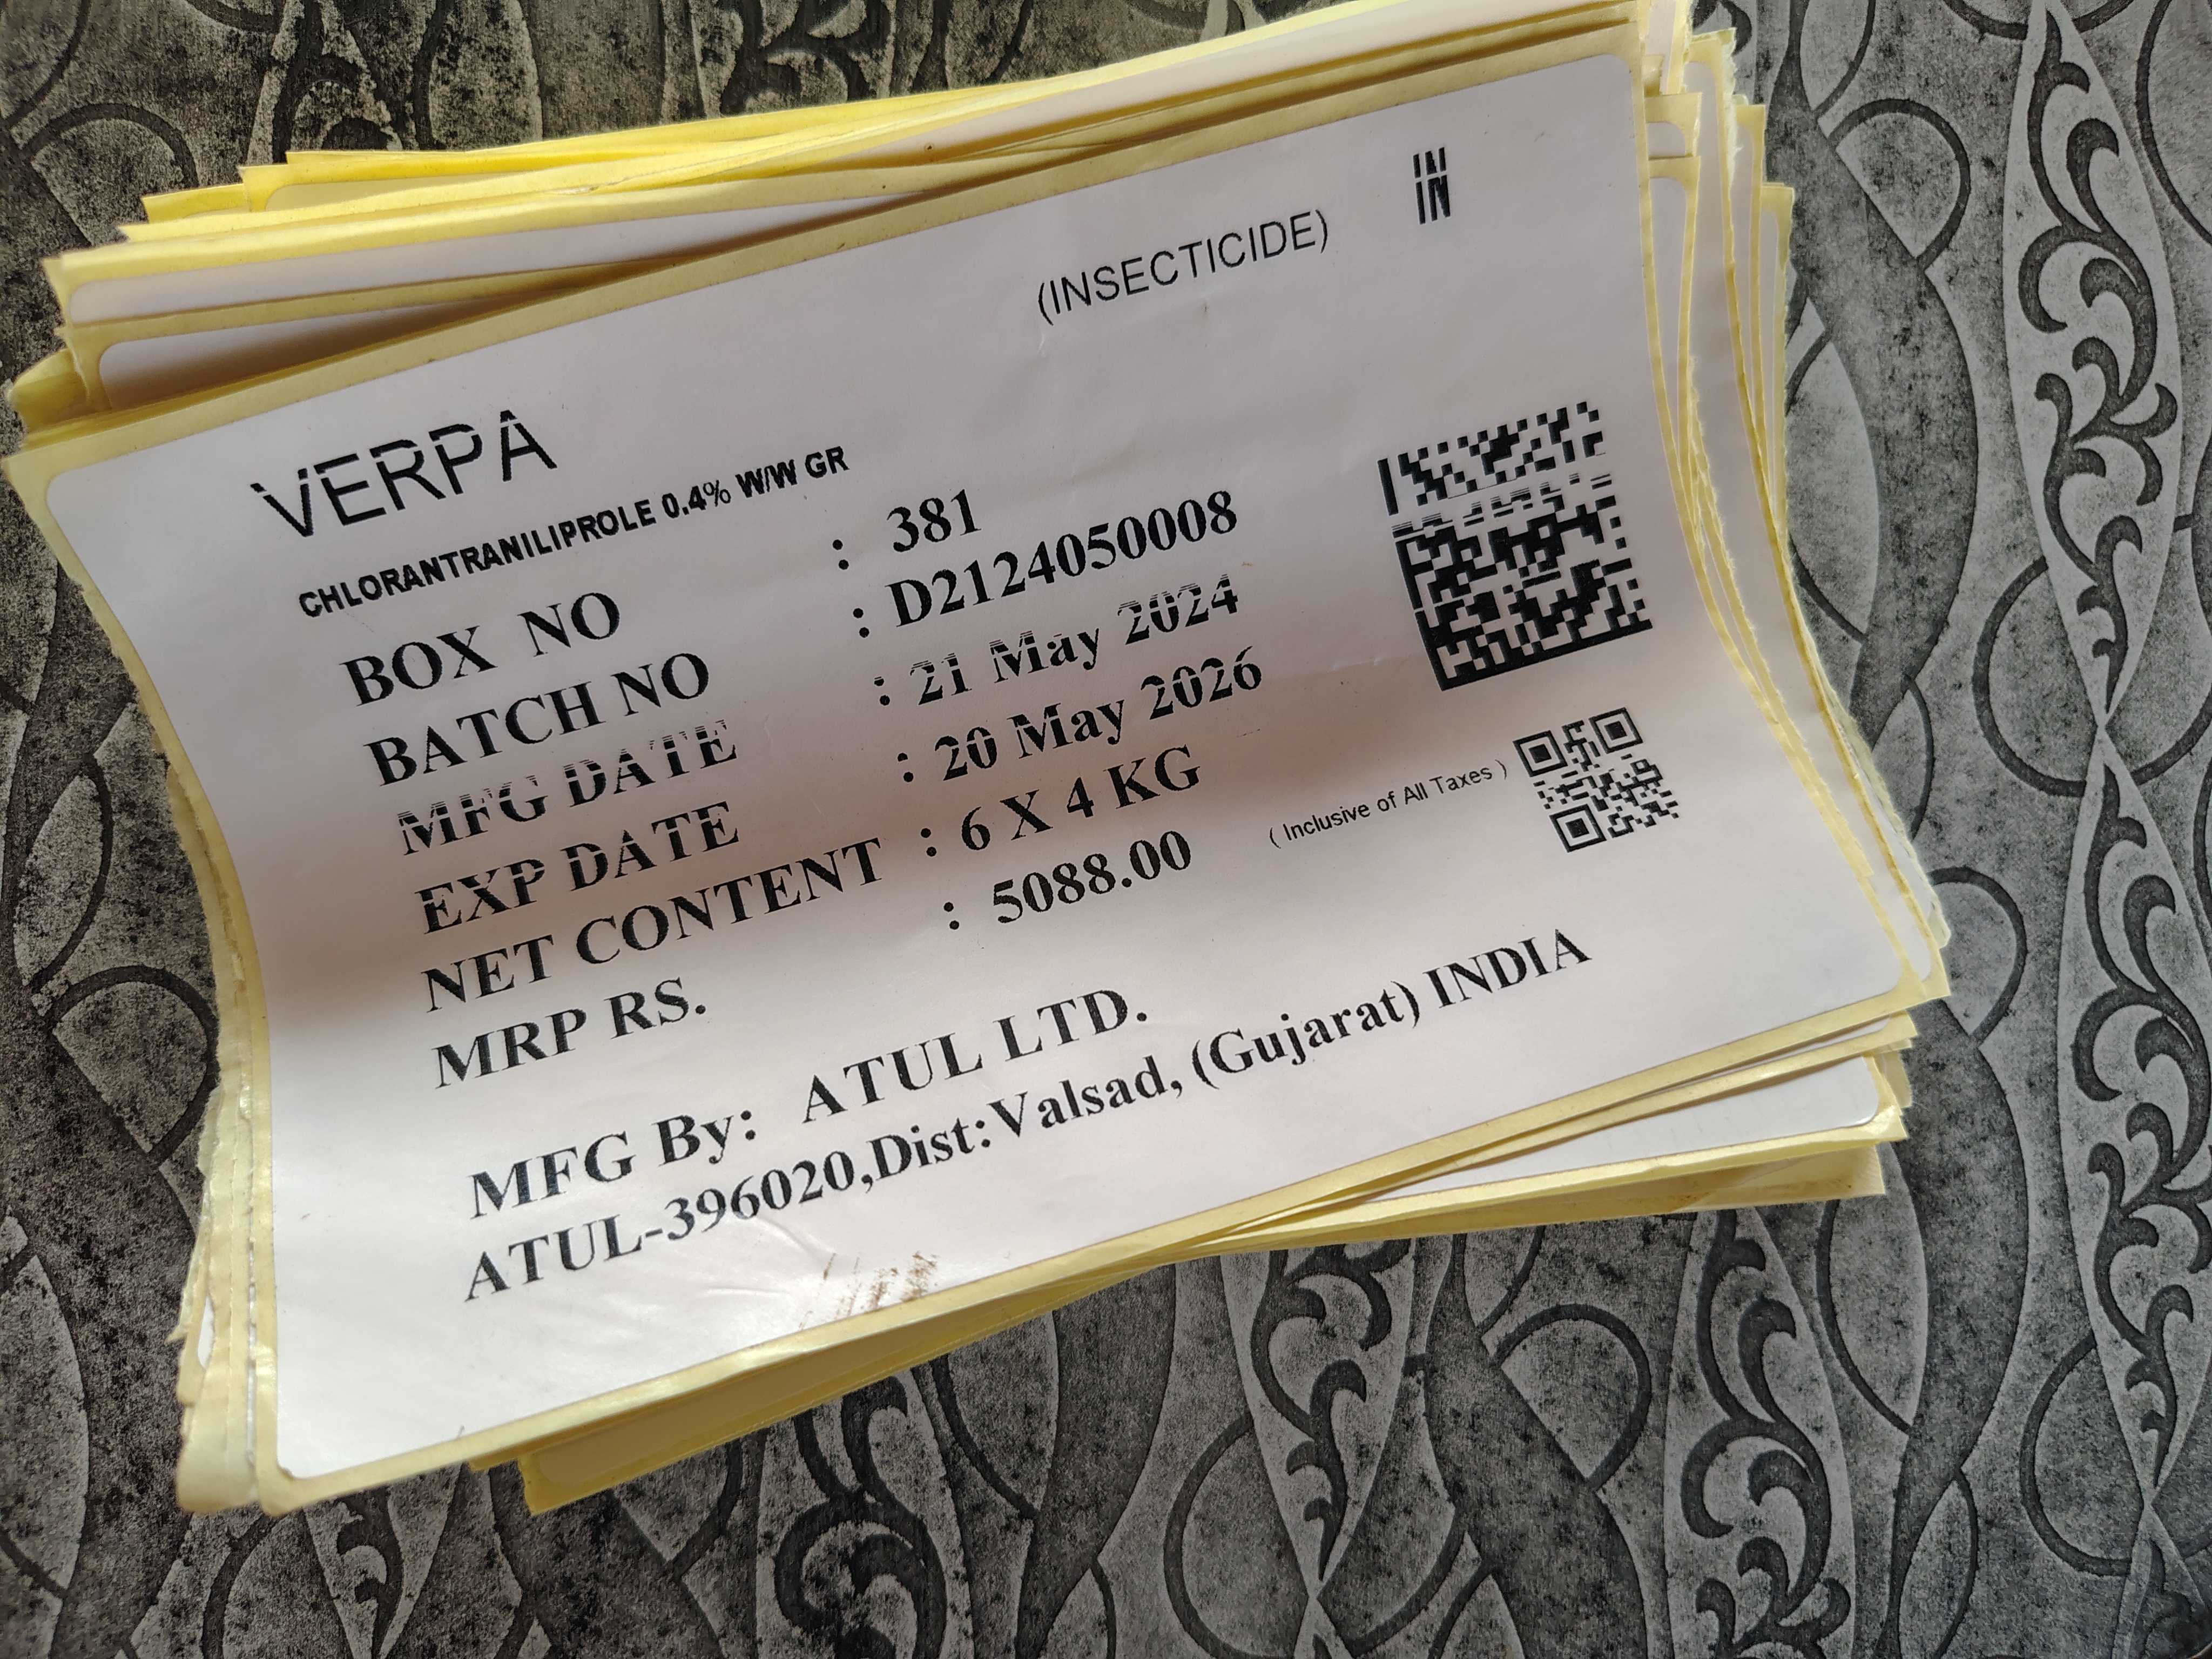 (INSECTICIDE)
IN
VERPA
CHLORANTRANILIPROLE 0.4% W/W GR
BOX NO : 381
BATCH NO : D2124050008
MFG DATE : 21 May 2024
EXP DATE : 20 May 2026
NET CONTENT : 6 X 4 KG
MRP RS. : 5088.00 ( Inclusive of All Taxes )
MFG By: ATUL LTD.
ATUL-396020,Dist:Valsad, (Gujarat) INDIA